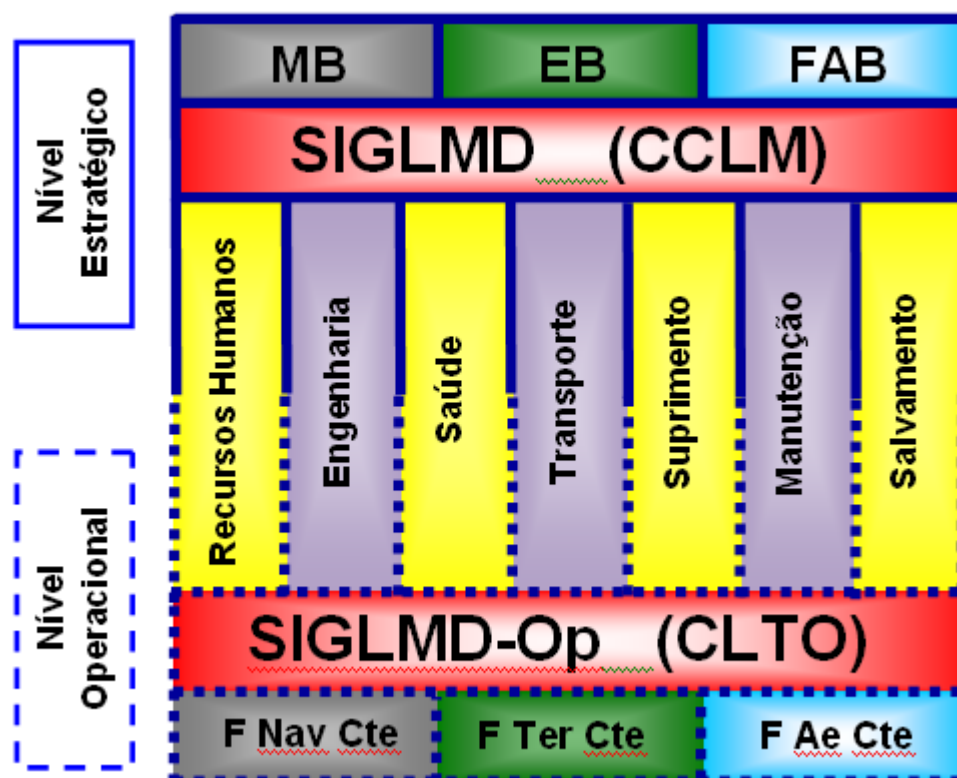 MB
EB
FAB
Nível
Estratégico
SIGLMD (CCLM)
Recursos Humanos
Engenharia
Saúde
Transporte
Suprimento
Manutenção
Salvamento
Nível
Operacional
SIGLMD-Op (CLTO)
F Nav Cte
F Ter Cte
F Ae Cte